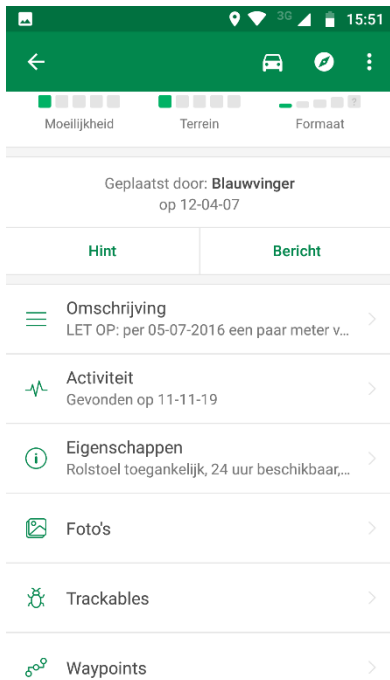 3G 15:51
?
Moeilijkheid Terrein Formaat
Geplaatst door: Blauwvinger
op 12-04-07
Hint Bericht
Omschrijving
LET OP: per 05-07-2016 een paar meter v...
Activiteit
Gevonden op 11-11-19
Eigenschappen
Rolstoel toegankelijk, 24 uur beschikbaar,...
Foto's
Trackables
Waypoints